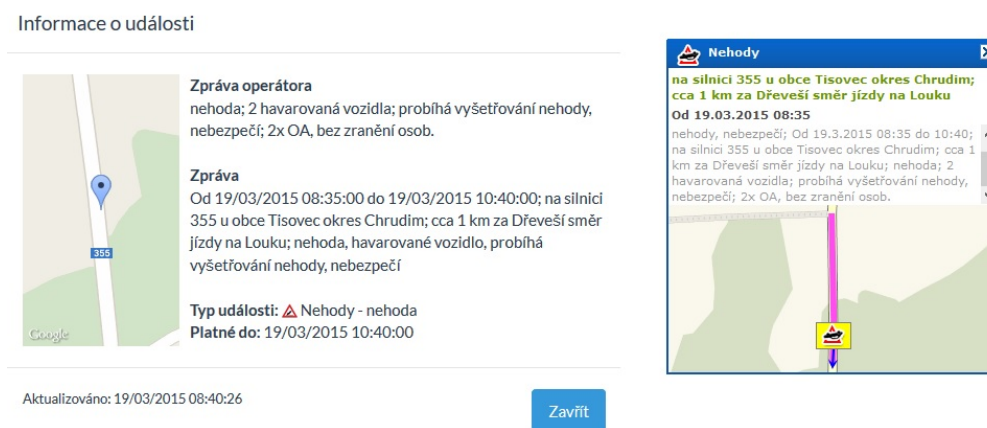 Informace o události
Zpráva operátora
nehoda; 2 havarovaná vozidla; probíhá vyšetřování nehody,
nebezpečí; 2x OA, bez zranění osob.
Zpráva
Od 19/03/2015 08:35:00 do 19/03/2015 10:40:00; na silnici
355 u obce Tisovec okres Chrudim; cca 1 km za Dřeveší směr
jízdy na Louku; nehoda, havarované vozidlo, probíhá
vyšetřování nehody, nebezpečí
Typ události: Nehody - nehoda
Platné do: 19/03/2015 10:40:00
355
Google
Aktualizováno: 19/03/2015 08:40:26
Zavřít
Nehody
na silnici 355 u obce Tisovec okres Chrudim;
cca 1 km za Dřeveší směr jízdy na Louku
Od 19.03.2015 08:35
nehody, nebezpečí; Od 19.3.2015 08:35 do 10:40;
na silnici 355 u obce Tisovec okres Chrudim; cca 1
km za Dřeveší směr jízdy na Louku; nehoda; 2
havarovaná vozidla; probíhá vyšetřování nehody,
nebezpečí; 2x OA, bez zranění osob.